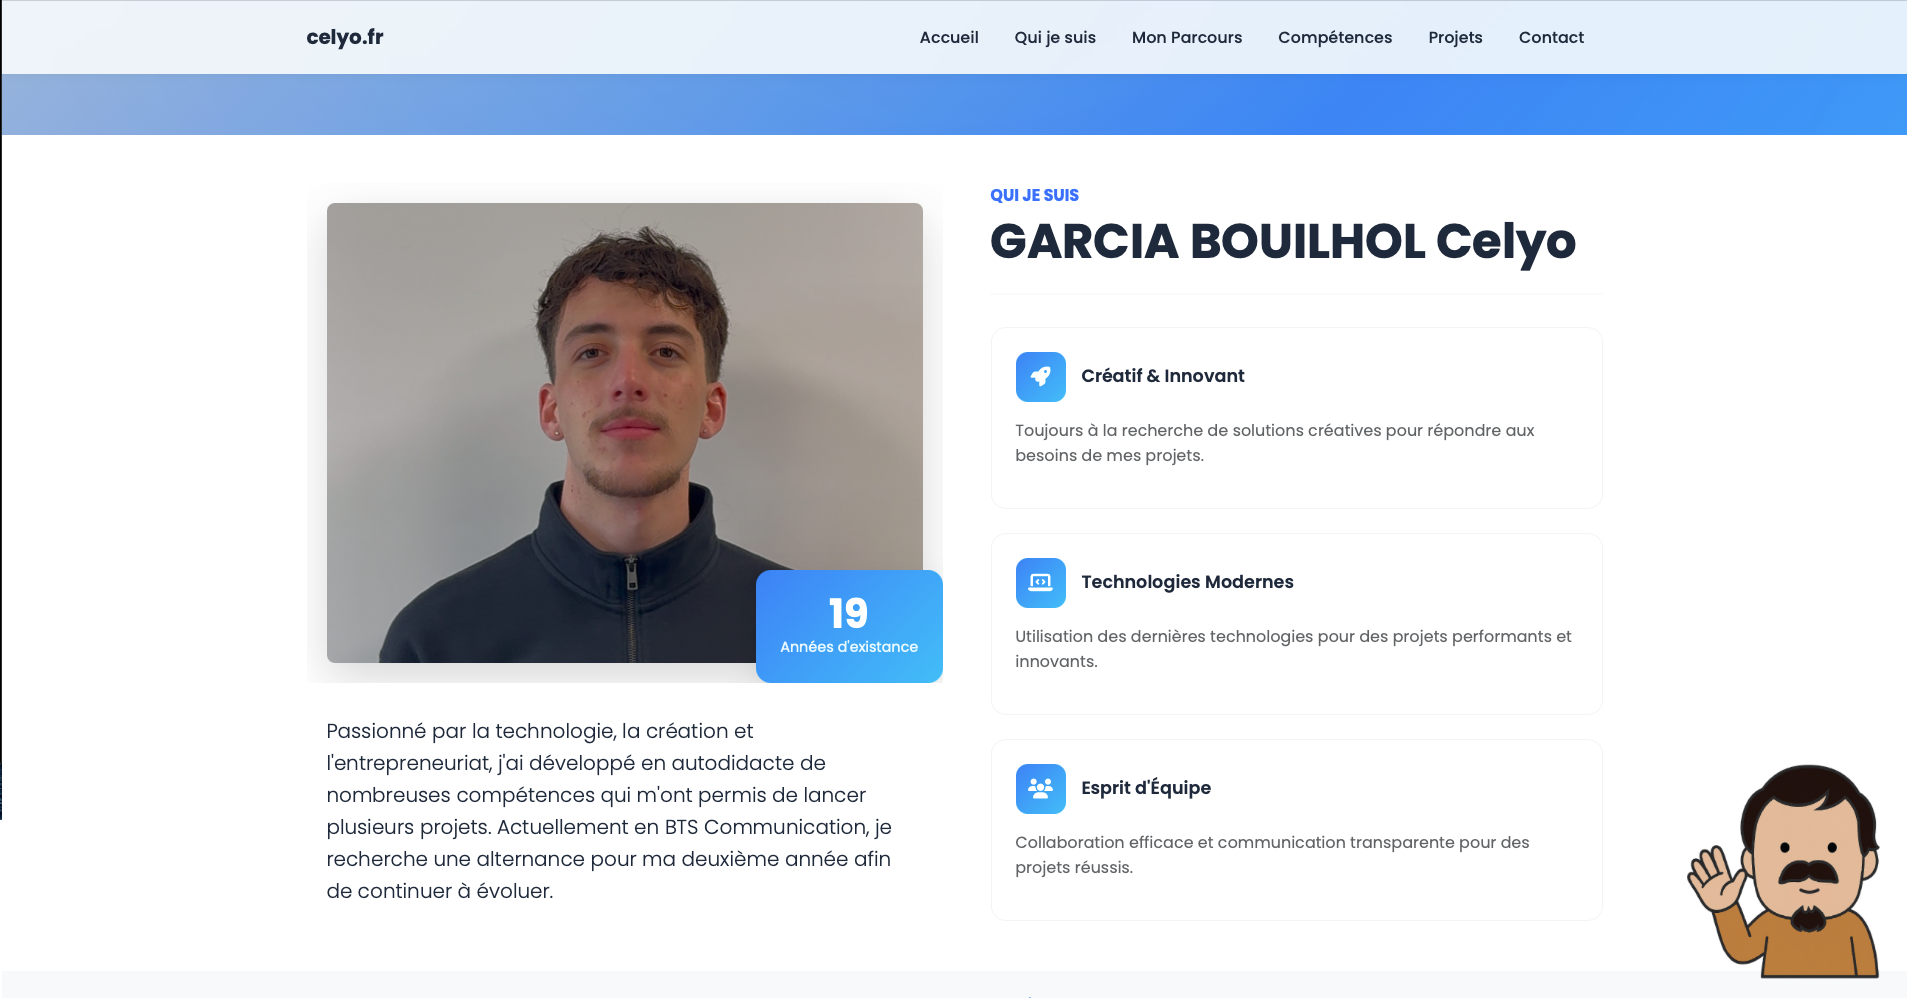 celyo.fr
Accueil
Qui je suis
Mon Parcours
Compétences
Projets
Contact
19
Années d'existance
Passionné par la technologie, la création et
l'entrepreneuriat, j'ai développé en autodidacte de
nombreuses compétences qui m'ont permis de lancer
plusieurs projets. Actuellement en BTS Communication, je
recherche une alternance pour ma deuxième année afin
de continuer à évoluer.
QUI JE SUIS
GARCIA BOUILHOL Celyo
Créatif & Innovant
Toujours à la recherche de solutions créatives pour répondre aux
besoins de mes projets.
Technologies Modernes
Utilisation des dernières technologies pour des projets performants et
innovants.
Esprit d'Équipe
Collaboration efficace et communication transparente pour des
projets réussis.